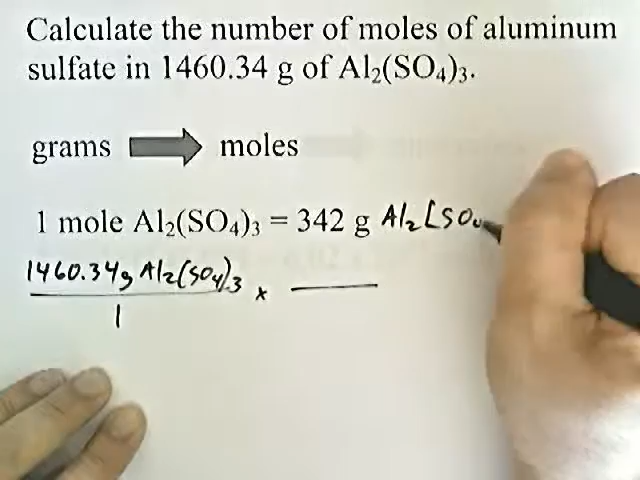 Calculate the number of moles of aluminum
sulfate in 1460.34 g of Al₂(SO₄)₃.
grams moles
1 mole Al₂(SO₄)₃ = 342 g Al₂(SO₄
1460.34g Al₂(SO₄)₃ x
1